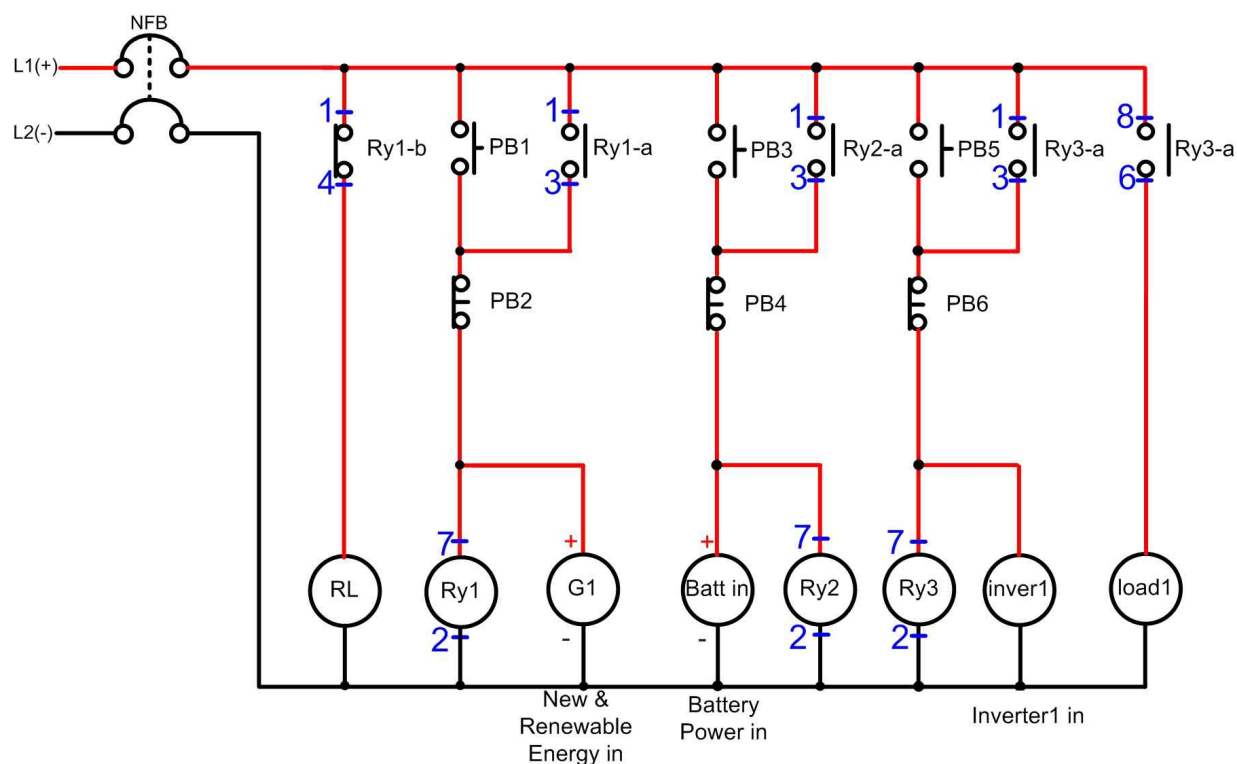 NFB
L1(+)
L2(-)
1
4
Ry1-b
PB1
1
3
Ry1-a
PB3
1
3
Ry2-a
PB5
1
3
Ry3-a
8
6
Ry3-a
PB2
PB4
PB6
7
+
+
7
7
RL
Ry1
G1
Batt in
Ry2
Ry3
inver1
load1
2
-
-
2
2
New &
Renewable
Energy in
Battery
Power in
Inverter1 in